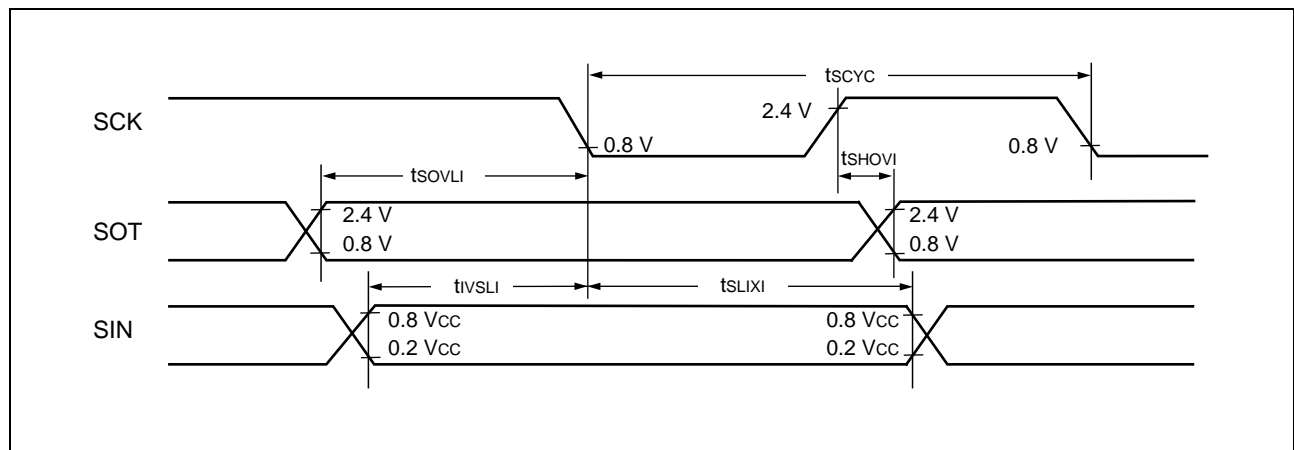 tSCYC
SCK
2.4 V
0.8 V
0.8 V
tSHOVI
tSOVLI
SOT
2.4 V
0.8 V
2.4 V
0.8 V
tIVSLI
tSLIXI
SIN
0.8 VCC
0.2 VCC
0.8 VCC
0.2 VCC